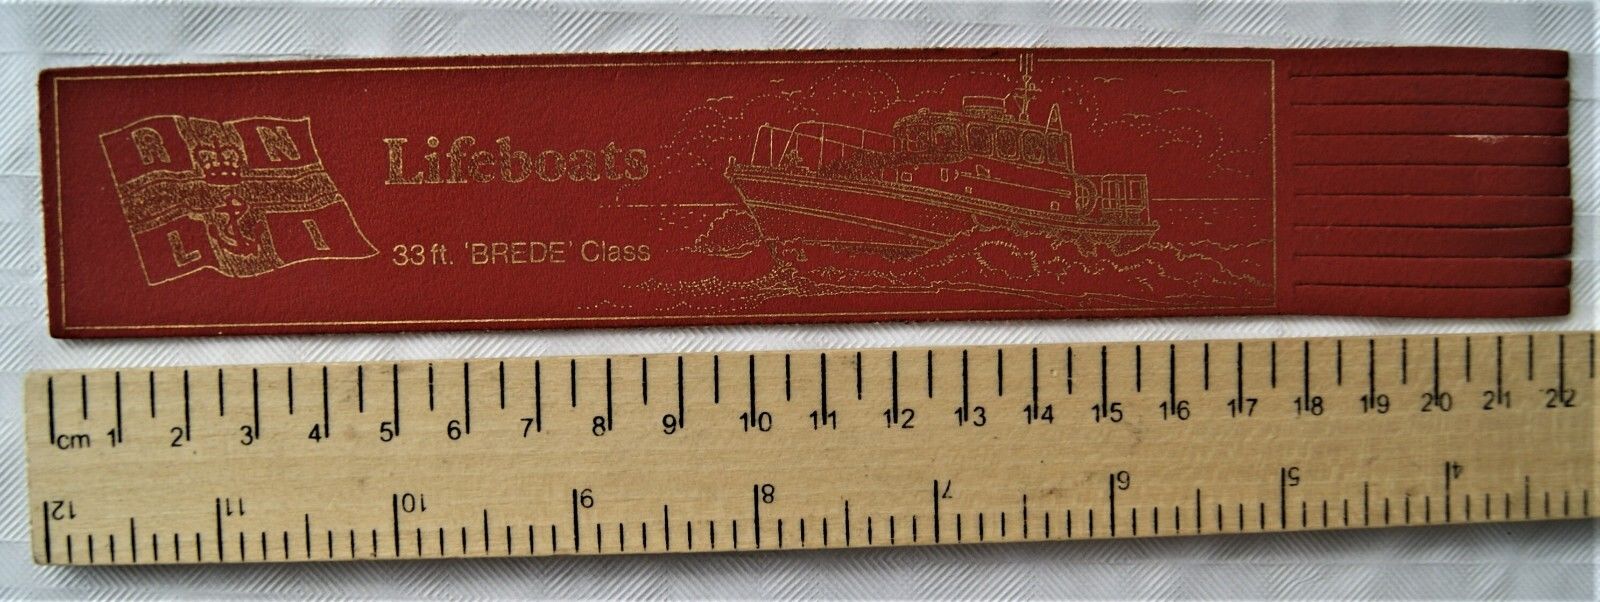 R N
L I
Lifeboats
33 ft. 'BREDE' Class
cm 1 2 3 4 5 6 7 8 9 10 11 12 13 14 15 16 17 18 19 20 21 22
12 11 10 9 8 7 6 5 4